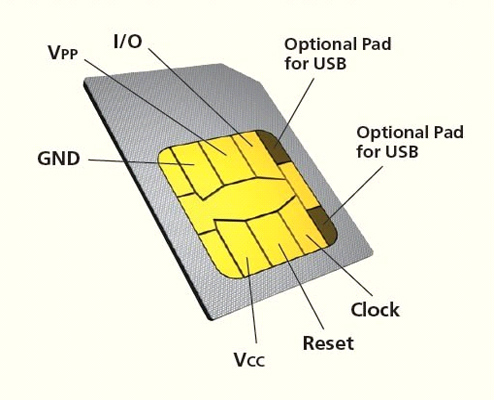 I/O
VPP
Optional Pad
for USB
Optional Pad
for USB
GND
Clock
Reset
VCC